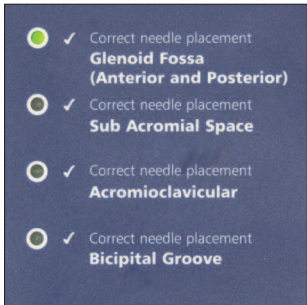 ✓ Correct needle placement
Glenoid Fossa
(Anterior and Posterior)
✓ Correct needle placement
Sub Acromial Space
✓ Correct needle placement
Acromioclavicular
✓ Correct needle placement
Bicipital Groove